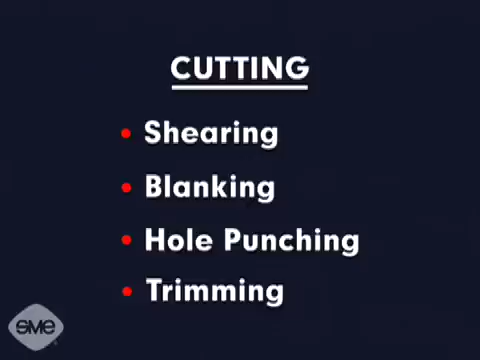 CUTTING
Shearing
Blanking
Hole Punching
Trimming
sme